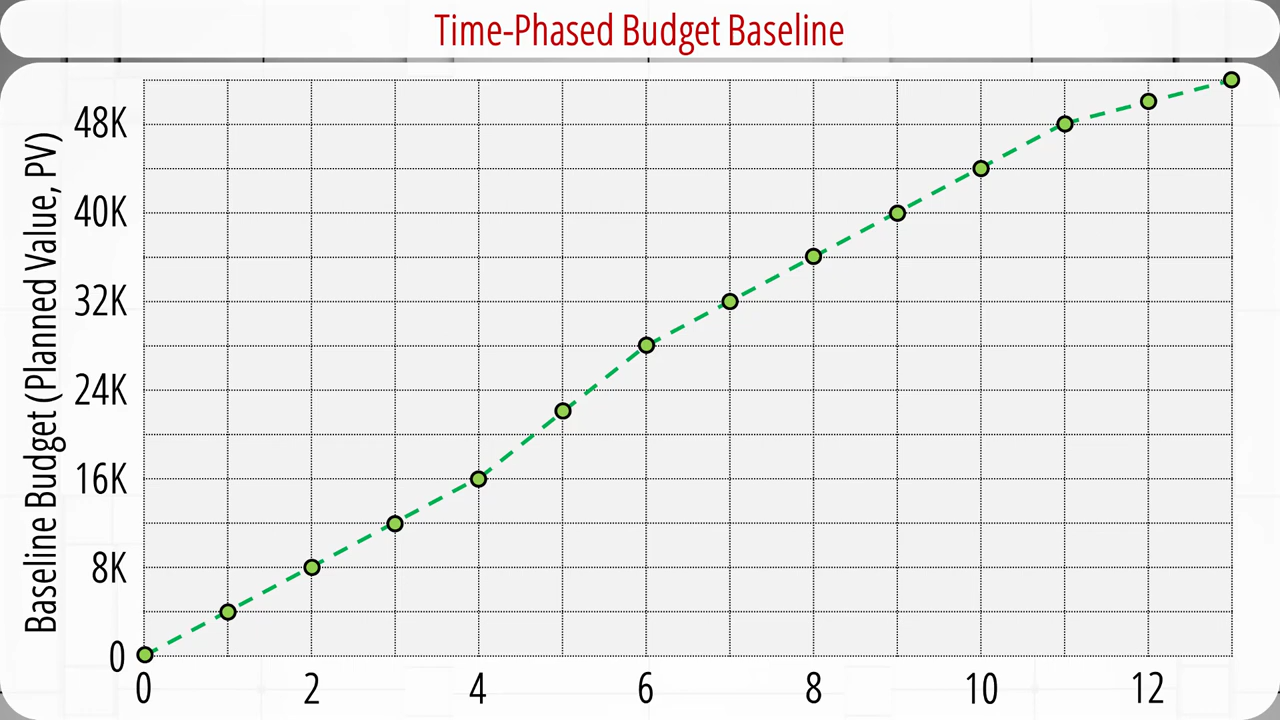 Time-Phased Budget Baseline
Baseline Budget (Planned Value, PV)
48K
40K
32K
24K
16K
8K
0
0 2 4 6 8 10 12